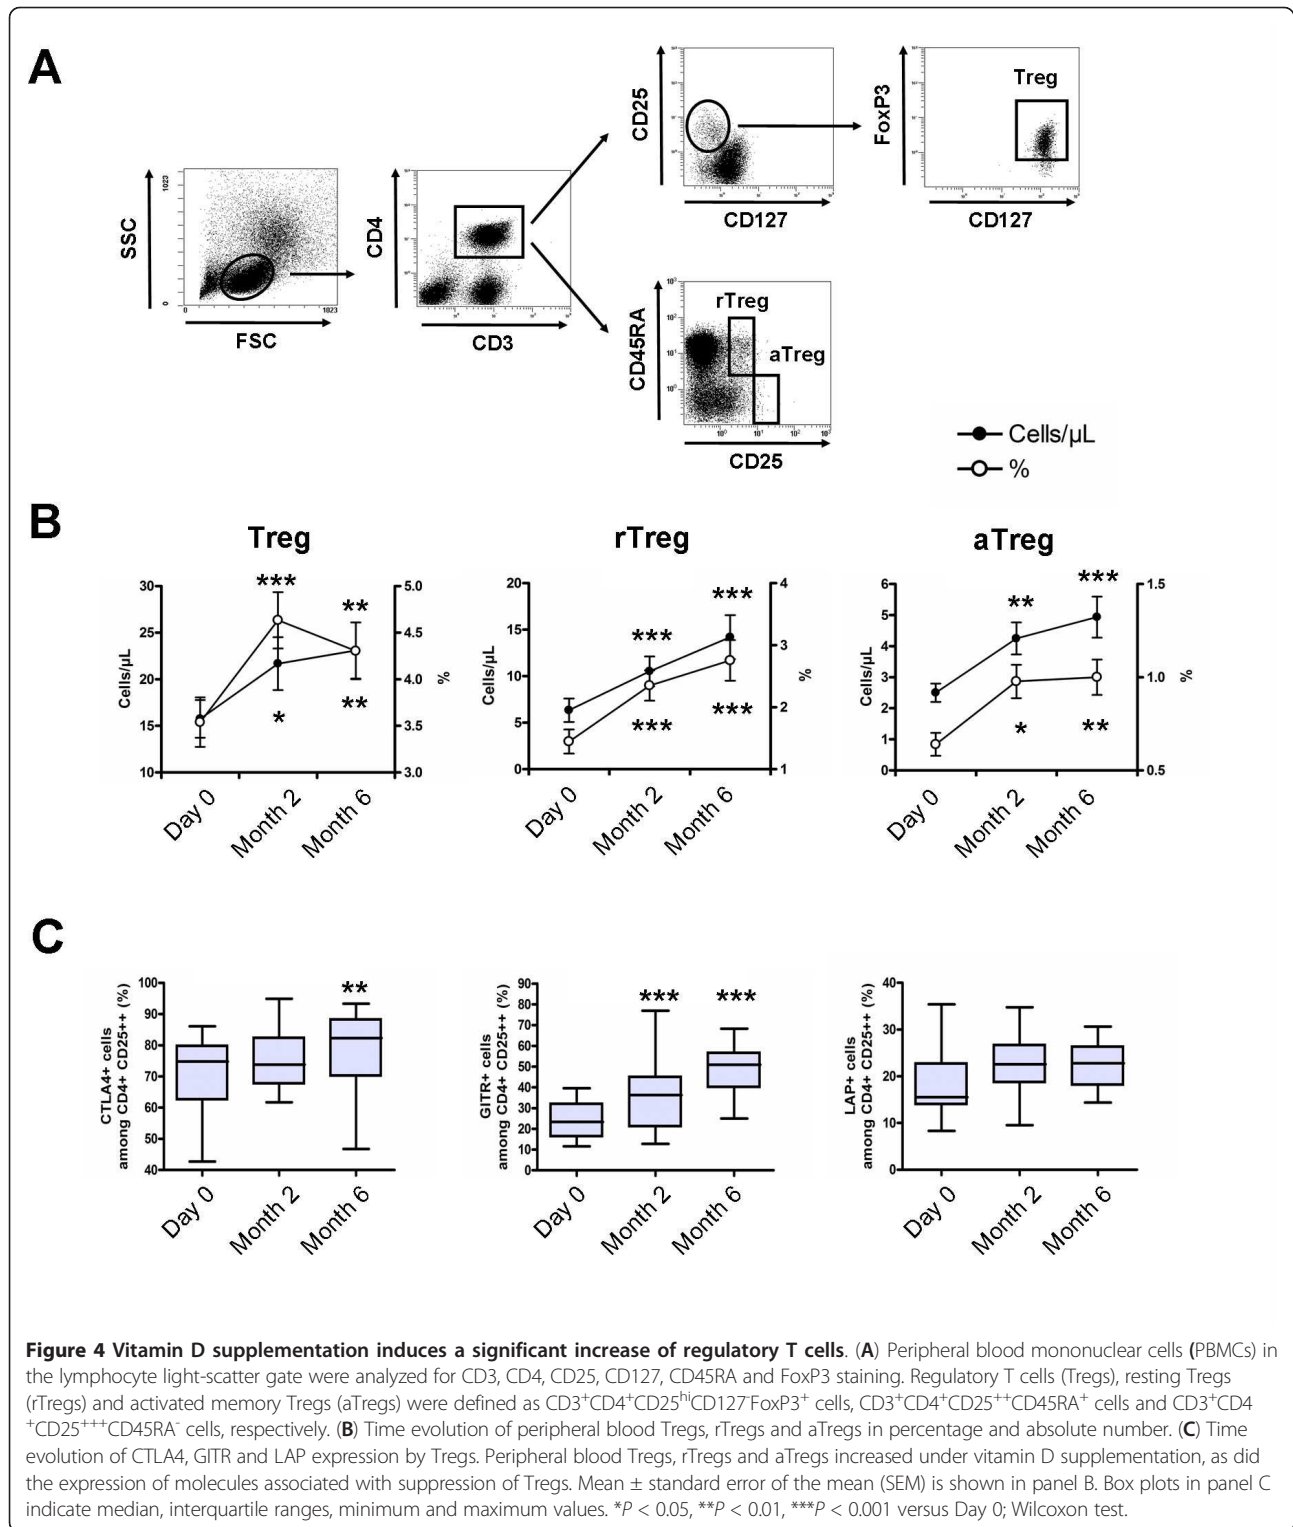 A
CD25
CD127
FoxP3
Treg
CD127
SSC
1023
0
0
1023
FSC
CD4
CD3
CD45RA
rTreg
aTreg
10³
10²
10¹
10⁰
10⁰ 10¹ 10² 10³
CD25
Cells/µL
%
B
Treg
rTreg
aTreg
Cells/µL
30
25
20
15
10
***
**
*
**
5.0
4.5
4.0
3.5
3.0
%
Day 0
Month 2
Month 6
Cells/µL
20
15
10
5
0
***
***
***
***
4
3
2
1
%
Day 0
Month 2
Month 6
Cells/µL
6
5
4
3
2
1
0
**
***
*
**
1.5
1.0
0.5
%
Day 0
Month 2
Month 6
C
CTLA4+ cells
among CD4+ CD25++ (%)
100
90
80
70
60
50
40
**
Day 0
Month 2
Month 6
GITR+ cells
among CD4+ CD25++ (%)
90
80
70
60
50
40
30
20
10
0
***
***
Day 0
Month 2
Month 6
LAP+ cells
among CD4+ CD25++ (%)
40
30
20
10
0
Day 0
Month 2
Month 6
Figure 4 Vitamin D supplementation induces a significant increase of regulatory T cells. (A) Peripheral blood mononuclear cells (PBMCs) in
the lymphocyte light-scatter gate were analyzed for CD3, CD4, CD25, CD127, CD45RA and FoxP3 staining. Regulatory T cells (Tregs), resting Tregs
(rTregs) and activated memory Tregs (aTregs) were defined as CD3⁺CD4⁺CD25ʰⁱCD127⁻FoxP3⁺ cells, CD3⁺CD4⁺CD25⁺⁺CD45RA⁺ cells and CD3⁺CD4
⁺CD25⁺⁺⁺CD45RA⁻ cells, respectively. (B) Time evolution of peripheral blood Tregs, rTregs and aTregs in percentage and absolute number. (C) Time
evolution of CTLA4, GITR and LAP expression by Tregs. Peripheral blood Tregs, rTregs and aTregs increased under vitamin D supplementation, as did
the expression of molecules associated with suppression of Tregs. Mean ± standard error of the mean (SEM) is shown in panel B. Box plots in panel C
indicate median, interquartile ranges, minimum and maximum values. *P < 0.05, **P < 0.01, ***P < 0.001 versus Day 0; Wilcoxon test.